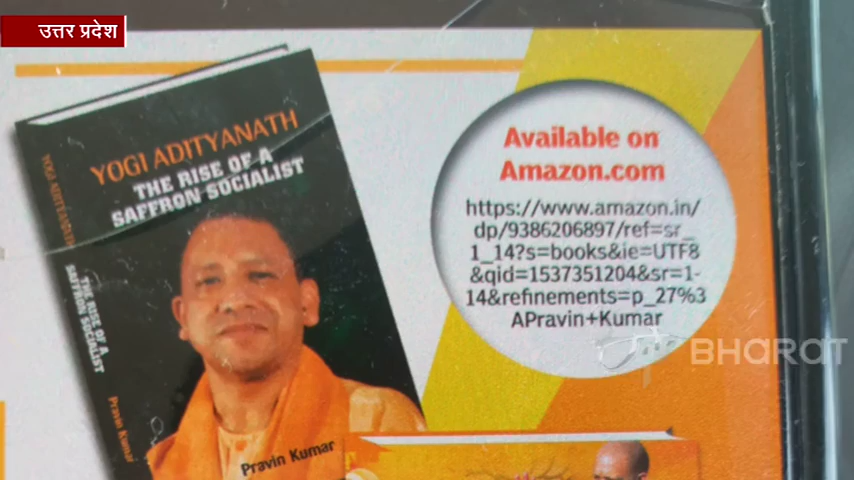 उत्तर प्रदेश
YOGI ADITYANATH
THE RISE OF A
SAFFRON SOCIALIST
YOGI ADITYANATH
THE RISE OF A
SAFFRON SOCIALIST
Pravin Kumar
Pravin Kumar
Available on
Amazon.com
https://www.amazon.in/
dp/9386206897/ref=sr_
1_14?s=books&ie=UTF8
&qid=1537351204&sr=1-
14&refinements=p_27%3
APravin+Kumar
BHARAT